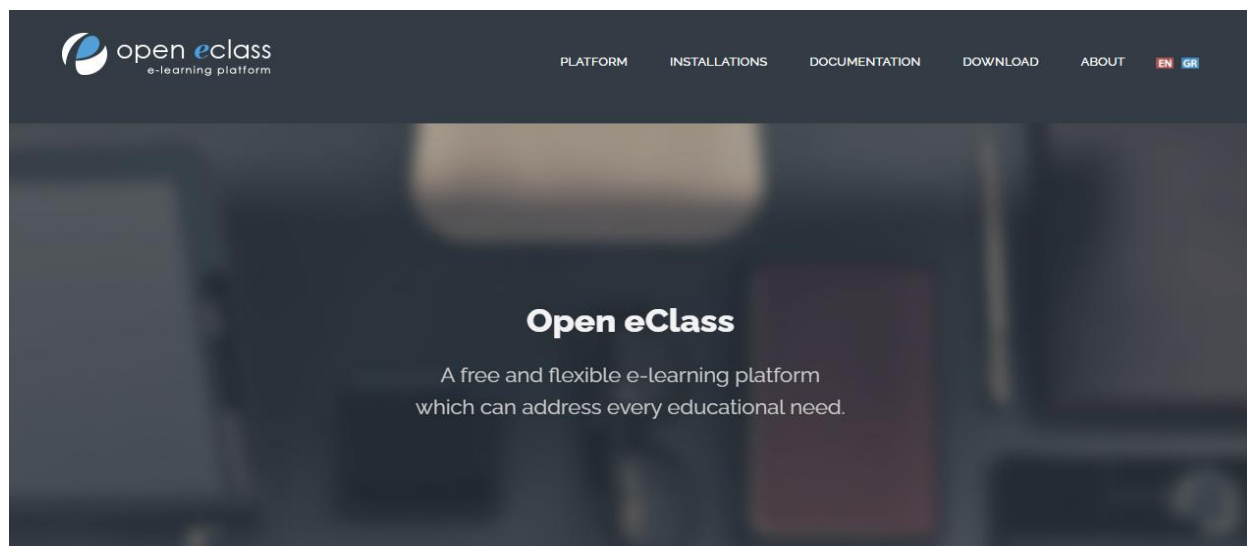 open eclass
e-learning platform
PLATFORM INSTALLATIONS DOCUMENTATION DOWNLOAD ABOUT EN GR
Open eClass
A free and flexible e-learning platform
which can address every educational need.